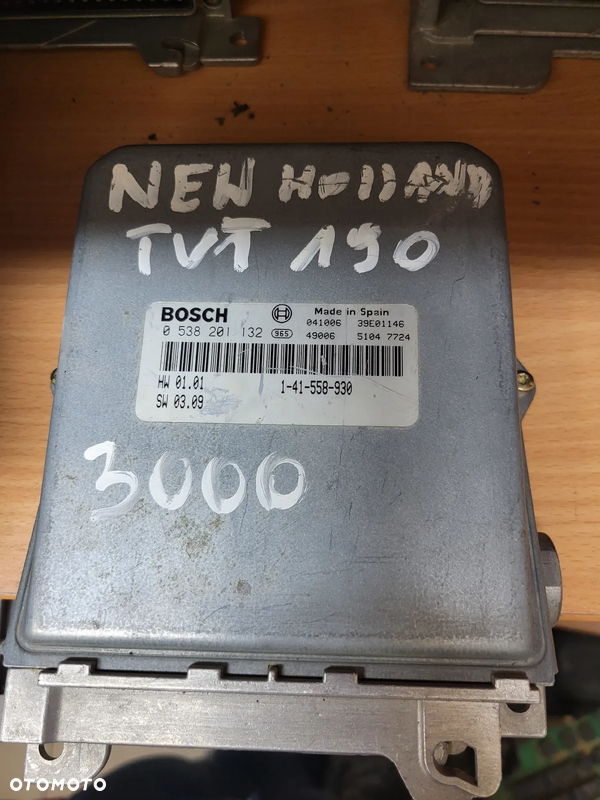 NEW HOLLAND
TVT 190
BOSCH Made in Spain
0 538 201 132 965 041006 39E01146
49006 5104 7724
HW 01.01 1-41-558-930
SW 03.09
3000
OTOMOTO